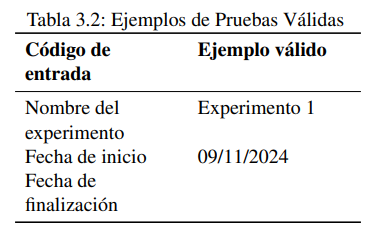 Tabla 3.2: Ejemplos de Pruebas Válidas
Código de entrada Ejemplo válido
Nombre del experimento Experimento 1
Fecha de inicio 09/11/2024
Fecha de finalización